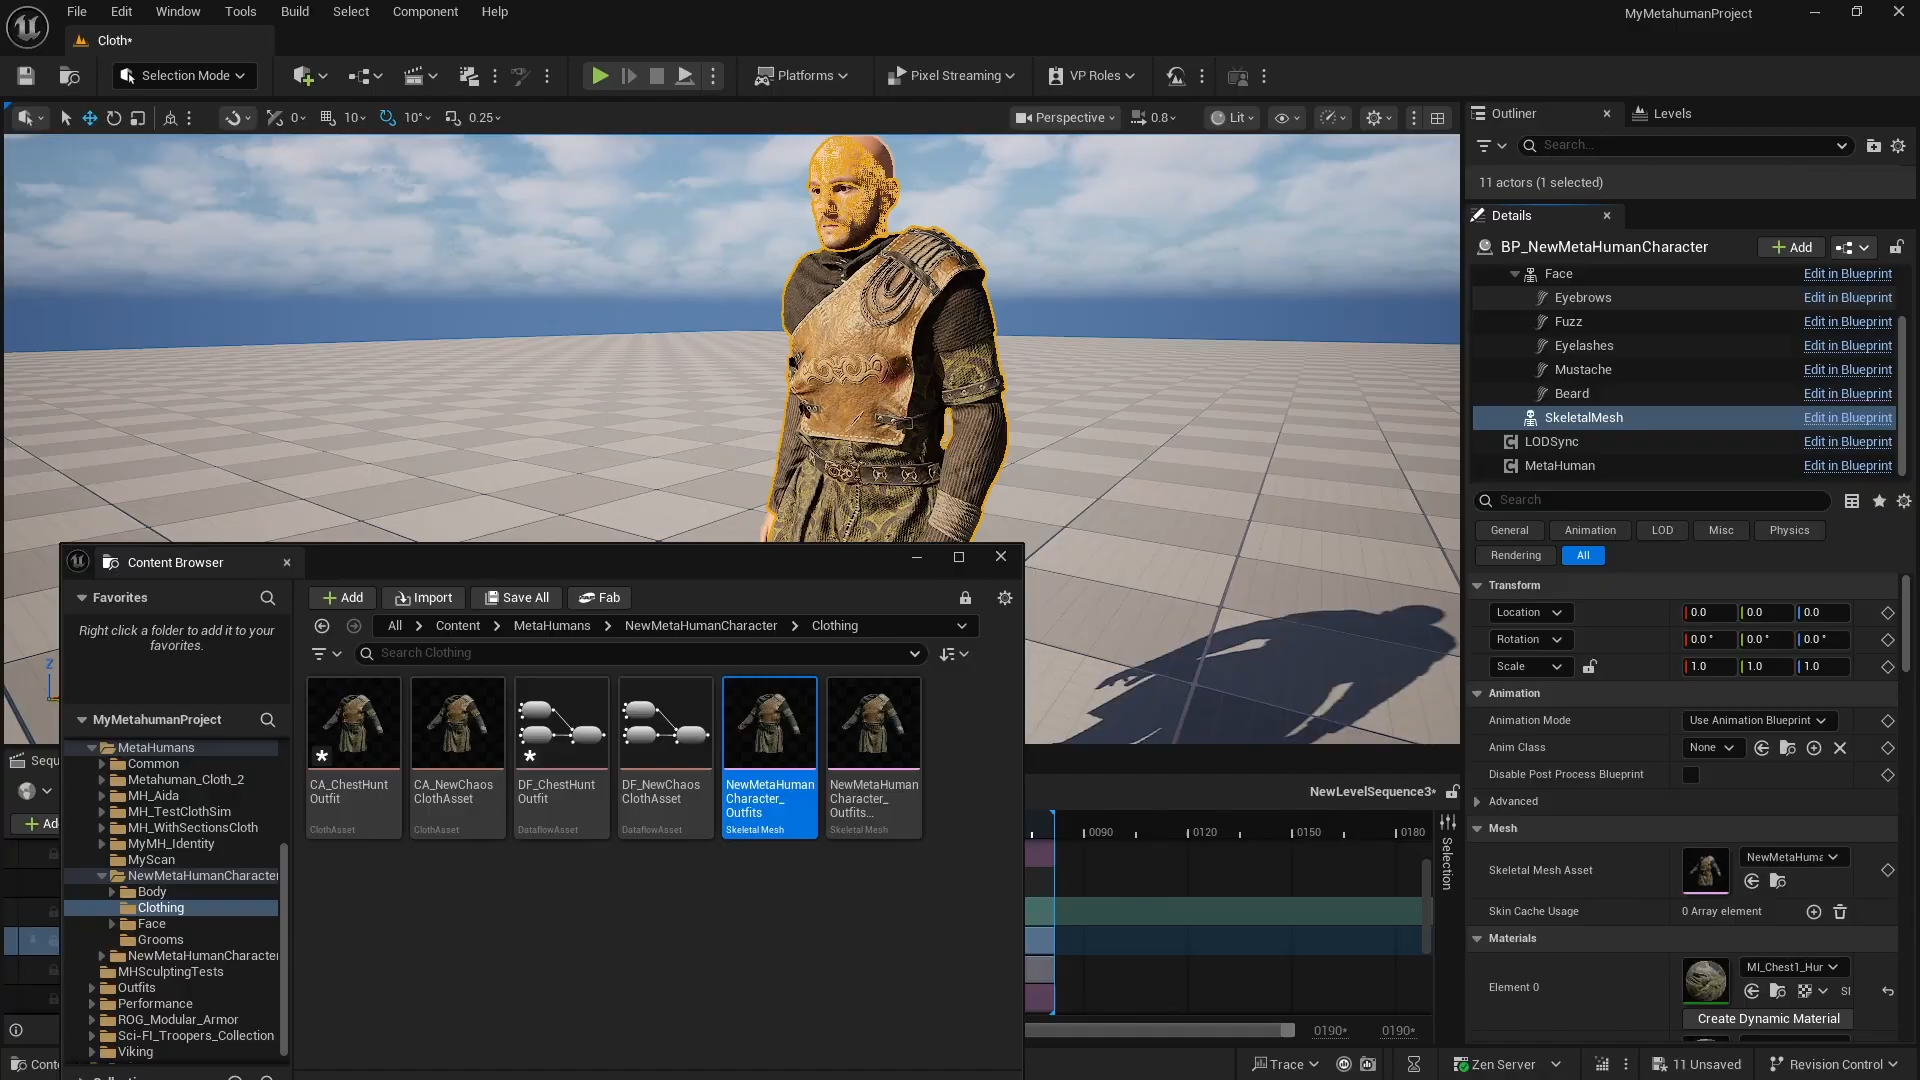 File Edit Window Tools Build Select Component Help
MyMetahumanProject
Cloth*
Selection Mode
Platforms
Pixel Streaming
VP Roles
0 10 10° 0.25
Perspective 0.8 Lit
Outliner
Levels
Search...
11 actors (1 selected)
Details
BP_NewMetaHumanCharacter
Add
Face Edit in Blueprint
Eyebrows Edit in Blueprint
Fuzz Edit in Blueprint
Eyelashes Edit in Blueprint
Mustache Edit in Blueprint
Beard Edit in Blueprint
SkeletalMesh Edit in Blueprint
LODSync Edit in Blueprint
MetaHuman Edit in Blueprint
Search
General Animation LOD Misc Physics
Rendering All
Transform
Location 0.0 0.0 0.0
Rotation 0.0° 0.0° 0.0°
Scale 1.0 1.0 1.0
Animation
Animation Mode Use Animation Blueprint
Anim Class None
Disable Post Process Blueprint
Advanced
Mesh
Skeletal Mesh Asset NewMetaHuma
Skin Cache Usage 0 Array element
Materials
Element 0 MI_Chest1_Hur
Sl
Create Dynamic Material
Z
Content Browser
Favorites
Right click a folder to add it to your
favorites.
MyMetahumanProject
MetaHumans
Common
Metahuman_Cloth_2
MH_Aida
MH_TestClothSim
MH_WithSectionsCloth
MyMH_Identity
MyScan
NewMetaHumanCharacter
Body
Clothing
Face
Grooms
NewMetaHumanCharacter
MHSculptingTests
Outfits
Performance
ROG_Modular_Armor
Sci-FI_Troopers_Collection
Viking
Add Import Save All Fab
All Content MetaHumans NewMetaHumanCharacter Clothing
Search Clothing
CA_ChestHunt
Outfit
ClothAsset
CA_NewChaos
ClothAsset
ClothAsset
DF_ChestHunt
Outfit
DataflowAsset
DF_NewChaos
ClothAsset
DataflowAsset
NewMetaHuman
Character_
Outfits
Skeletal Mesh
NewMetaHuman
Character_
Outfits...
Skeletal Mesh
Sequ
Ad
Cont
NewLevelSequence3*
0090 0120 0150 0180
Selection
0190* 0190*
Trace
Zen Server
11 Unsaved
Revision Control